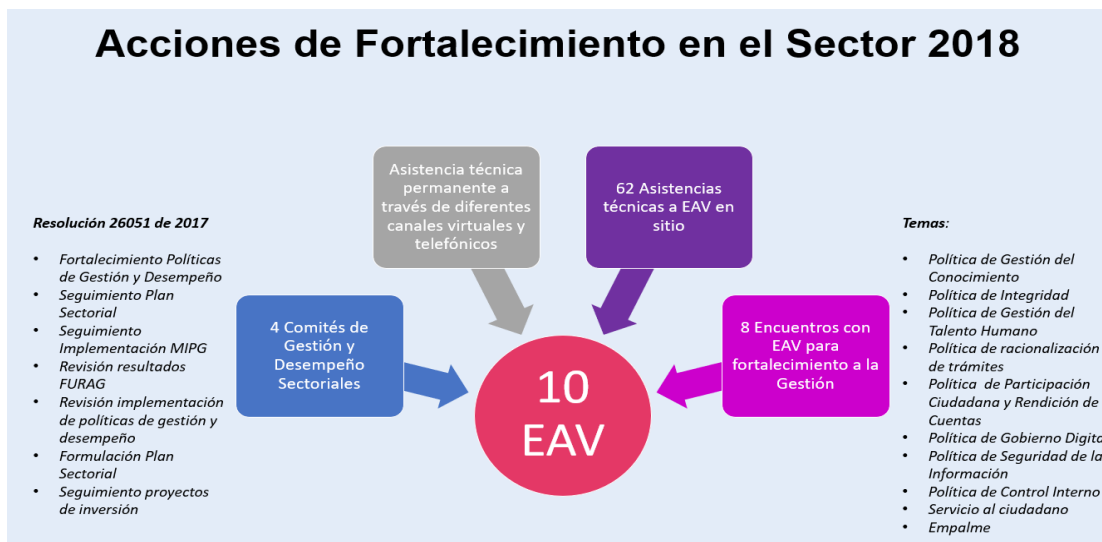 Acciones de Fortalecimiento en el Sector 2018
Resolución 26051 de 2017
• Fortalecimiento Políticas
de Gestión y Desempeño
• Seguimiento Plan
Sectorial
• Seguimiento
Implementación MIPG
• Revisión resultados
FURAG
• Revisión implementación
de políticas de gestión y
desempeño
• Formulación Plan
Sectorial
• Seguimiento proyectos
de inversión
4 Comités de
Gestión y
Desempeño
Sectoriales
Asistencia técnica
permanente a
través de diferentes
canales virtuales y
telefónicos
62 Asistencias
técnicas a EAV en
sitio
8 Encuentros con
EAV para
fortalecimiento a la
Gestión
10
EAV
Temas:
• Política de Gestión del
Conocimiento
• Política de Integridad
• Política de Gestión del
Talento Humano
• Política de racionalización
de trámites
• Política de Participación
Ciudadana y Rendición de
Cuentas
• Política de Gobierno Digital
• Política de Seguridad de la
Información
• Política de Control Interno
• Servicio al ciudadano
• Empalme